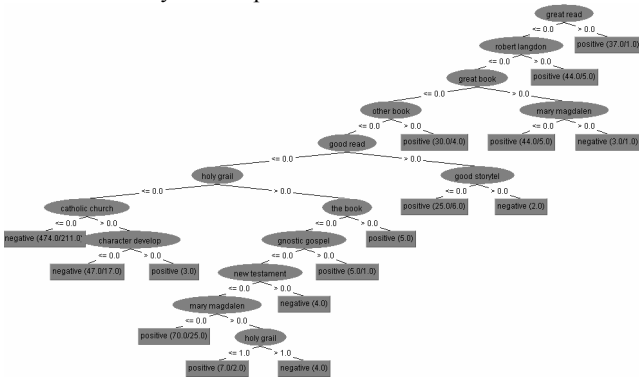 great read
<= 0.0 > 0.0
robert langdon positive (37.0/1.0)
<= 0.0 > 0.0
great book positive (44.0/5.0)
<= 0.0 > 0.0
other book mary magdalen
<= 0.0 > 0.0 <= 0.0 > 0.0
good read positive (30.0/4.0) positive (44.0/5.0) negative (3.0/1.0)
<= 0.0 > 0.0
holy grail good storytel
<= 0.0 > 0.0 <= 0.0 > 0.0
catholic church the book positive (25.0/6.0) negative (2.0)
<= 0.0 > 0.0 <= 0.0 > 0.0
negative (474.0/211.0) character develop gnostic gospel positive (5.0)
<= 0.0 > 0.0 <= 0.0 > 0.0
negative (47.0/17.0) positive (3.0) new testament positive (5.0/1.0)
<= 0.0 > 0.0
mary magdalen negative (4.0)
<= 0.0 > 0.0
positive (70.0/25.0) holy grail
<= 1.0 > 1.0
positive (7.0/2.0) negative (4.0)